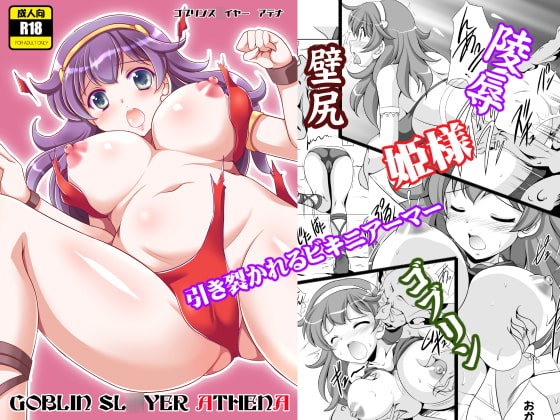 成人向
R18
FOR ADULT ONLY
ゴブリンス イヤー アテナ
GOBLIN SL YER ATHENA
陵辱
壁尻
姫様
引き裂かれるビキニアーマー
ゴブリン